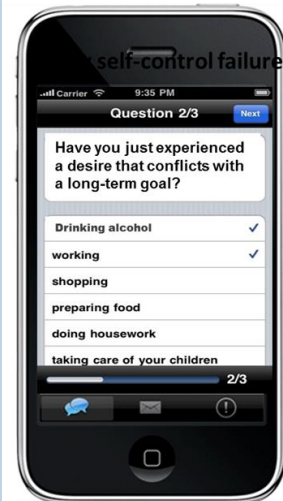 self-control failure
Carrier 9:35 PM
Question 2/3
Next
Have you just experienced
a desire that conflicts with
a long-term goal?
Drinking alcohol
working
shopping
preparing food
doing housework
taking care of your children
2/3